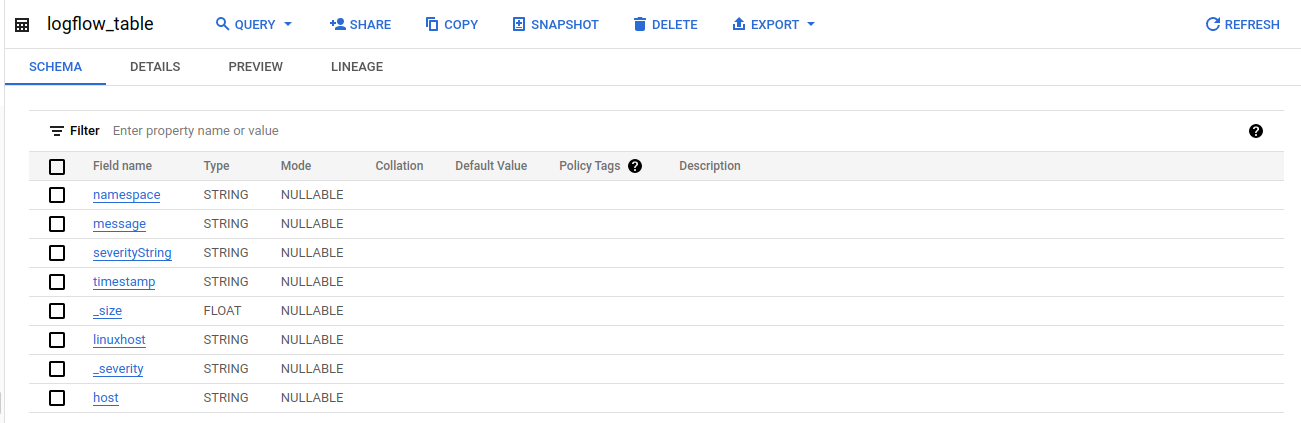 logflow_table QUERY SHARE COPY SNAPSHOT DELETE EXPORT REFRESH
SCHEMA DETAILS PREVIEW LINEAGE
Filter Enter property name or value ?
Field name Type Mode Collation Default Value Policy Tags ? Description
namespace STRING NULLABLE
message STRING NULLABLE
severityString STRING NULLABLE
timestamp STRING NULLABLE
_size FLOAT NULLABLE
linuxhost STRING NULLABLE
_severity STRING NULLABLE
host STRING NULLABLE